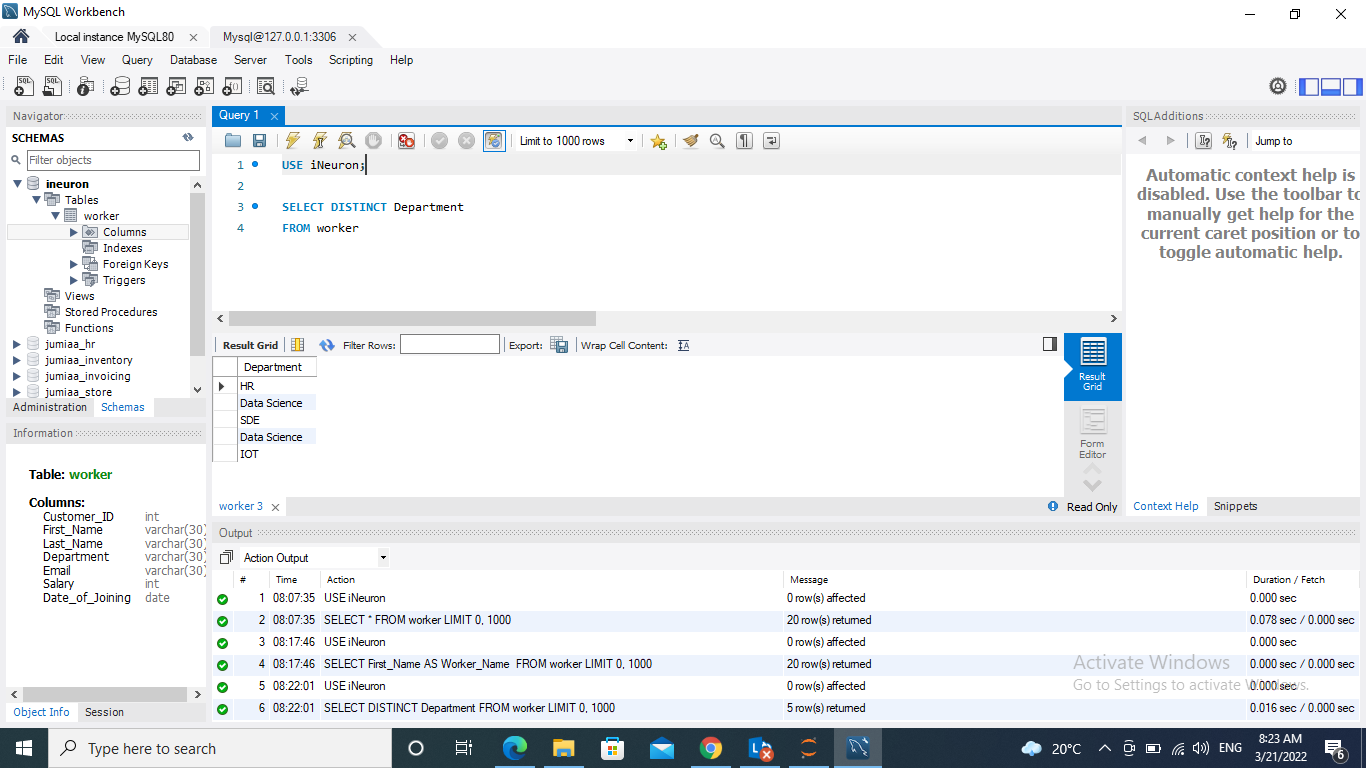 MySQL Workbench
Local instance MySQL80
Mysql@127.0.0.1:3306
File Edit View Query Database Server Tools Scripting Help
Navigator
SCHEMAS
Filter objects
ineuron
Tables
worker
Columns
Indexes
Foreign Keys
Triggers
Views
Stored Procedures
Functions
jumiaa_hr
jumiaa_inventory
jumiaa_invoicing
jumiaa_store
Administration Schemas
Information
Table: worker
Columns:
Customer_ID int
First_Name varchar(30)
Last_Name varchar(30)
Department varchar(30)
Email varchar(30)
Salary int
Date_of_Joining date
Object Info Session
Query 1
Limit to 1000 rows
1 USE iNeuron;
2
3 SELECT DISTINCT Department
4 FROM worker
Result Grid Filter Rows: Export: Wrap Cell Content:
Department
HR
Data Science
SDE
Data Science
IOT
Result
Grid
Form
Editor
worker 3
Read Only
SQLAdditions
Jump to
Automatic context help is
disabled. Use the toolbar to
manually get help for the
current caret position or to
toggle automatic help.
Context Help Snippets
Output
Action Output
# Time Action Message Duration / Fetch
1 08:07:35 USE iNeuron 0 row(s) affected 0.000 sec
2 08:07:35 SELECT * FROM worker LIMIT 0, 1000 20 row(s) returned 0.078 sec / 0.000 sec
3 08:17:46 USE iNeuron 0 row(s) affected 0.000 sec
4 08:17:46 SELECT First_Name AS Worker_Name FROM worker LIMIT 0, 1000 20 row(s) returned 0.000 sec / 0.000 sec
5 08:22:01 USE iNeuron 0 row(s) affected 0.000 sec
6 08:22:01 SELECT DISTINCT Department FROM worker LIMIT 0, 1000 5 row(s) returned 0.016 sec / 0.000 sec
Activate Windows
Go to Settings to activate Windows.
Type here to search
20°C
ENG
8:23 AM
3/21/2022
6